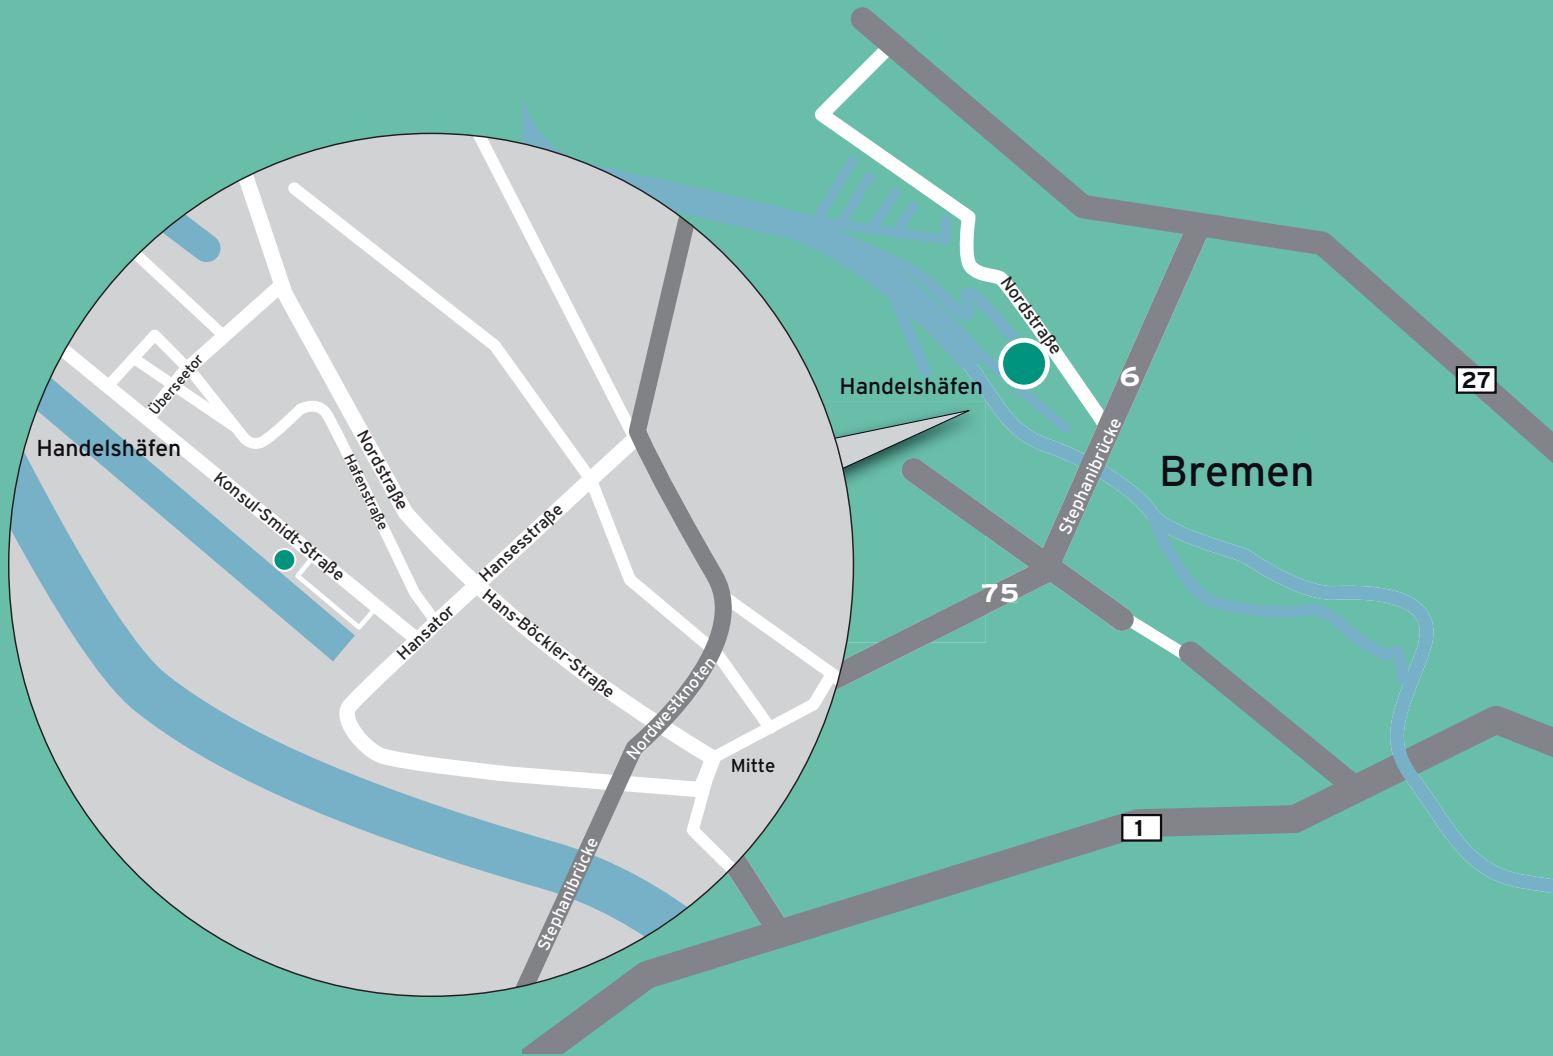 Nordstraße
27
Handelshäfen
6
Stephanibrücke
Bremen
75
1
Überseetor
Handelshäfen
Nordstraße
Hafenstraße
Konsul-Smidt-Straße
Hansesstraße
Hansator
Hans-Böckler-Straße
Nordwestknoten
Mitte
Stephanibrücke